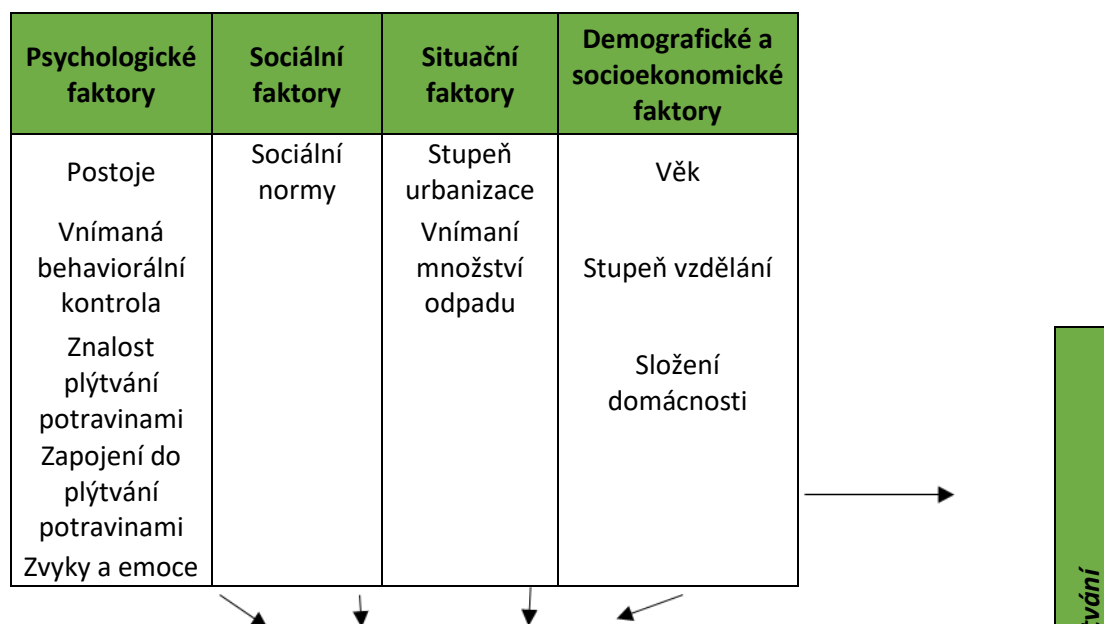 Psychologické
faktory
Sociální
faktory
Situační
faktory
Demografické a
socioekonomické
faktory
Postoje
Sociální
normy
Stupeň
urbanizace
Věk
Vnímaná
behaviorální
kontrola
Vnímaní
množství
odpadu
Stupeň vzdělání
Znalost
plýtvání
potravinami
Složení
domácnosti
Zapojení do
plýtvání
potravinami
Zvyky a emoce